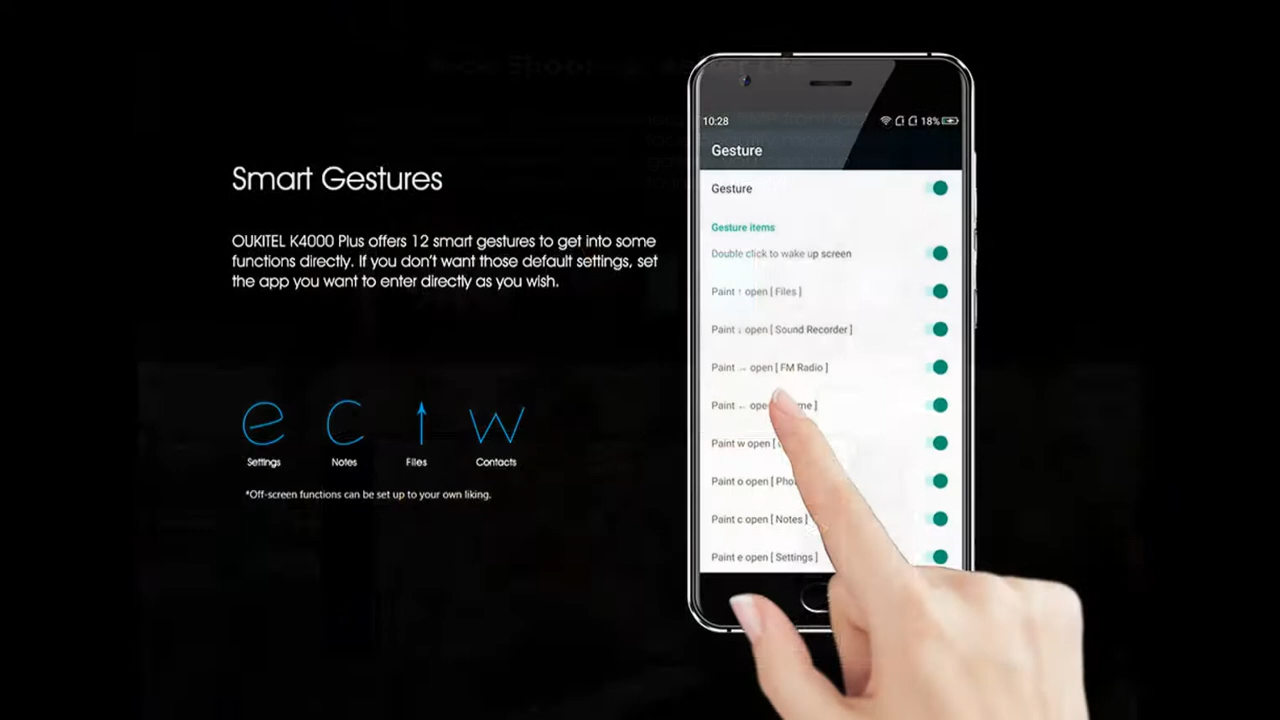 Smart Gestures
OUKITEL K4000 Plus offers 12 smart gestures to get into some
functions directly. If you don't want those default settings, set
the app you want to enter directly as you wish.
e c w
Settings Notes Files Contacts
*Off-screen functions can be set up to your own liking.
10:28 18%
Gesture
Gesture
Gesture items
Double click to wake up screen
Paint ↑ open [ Files ]
Paint ↓ open [ Sound Recorder ]
Paint → open [ FM Radio ]
Paint ←
Paint w open [
Paint o open [
Paint c open [ Notes ]
Paint e open [ Settings ]